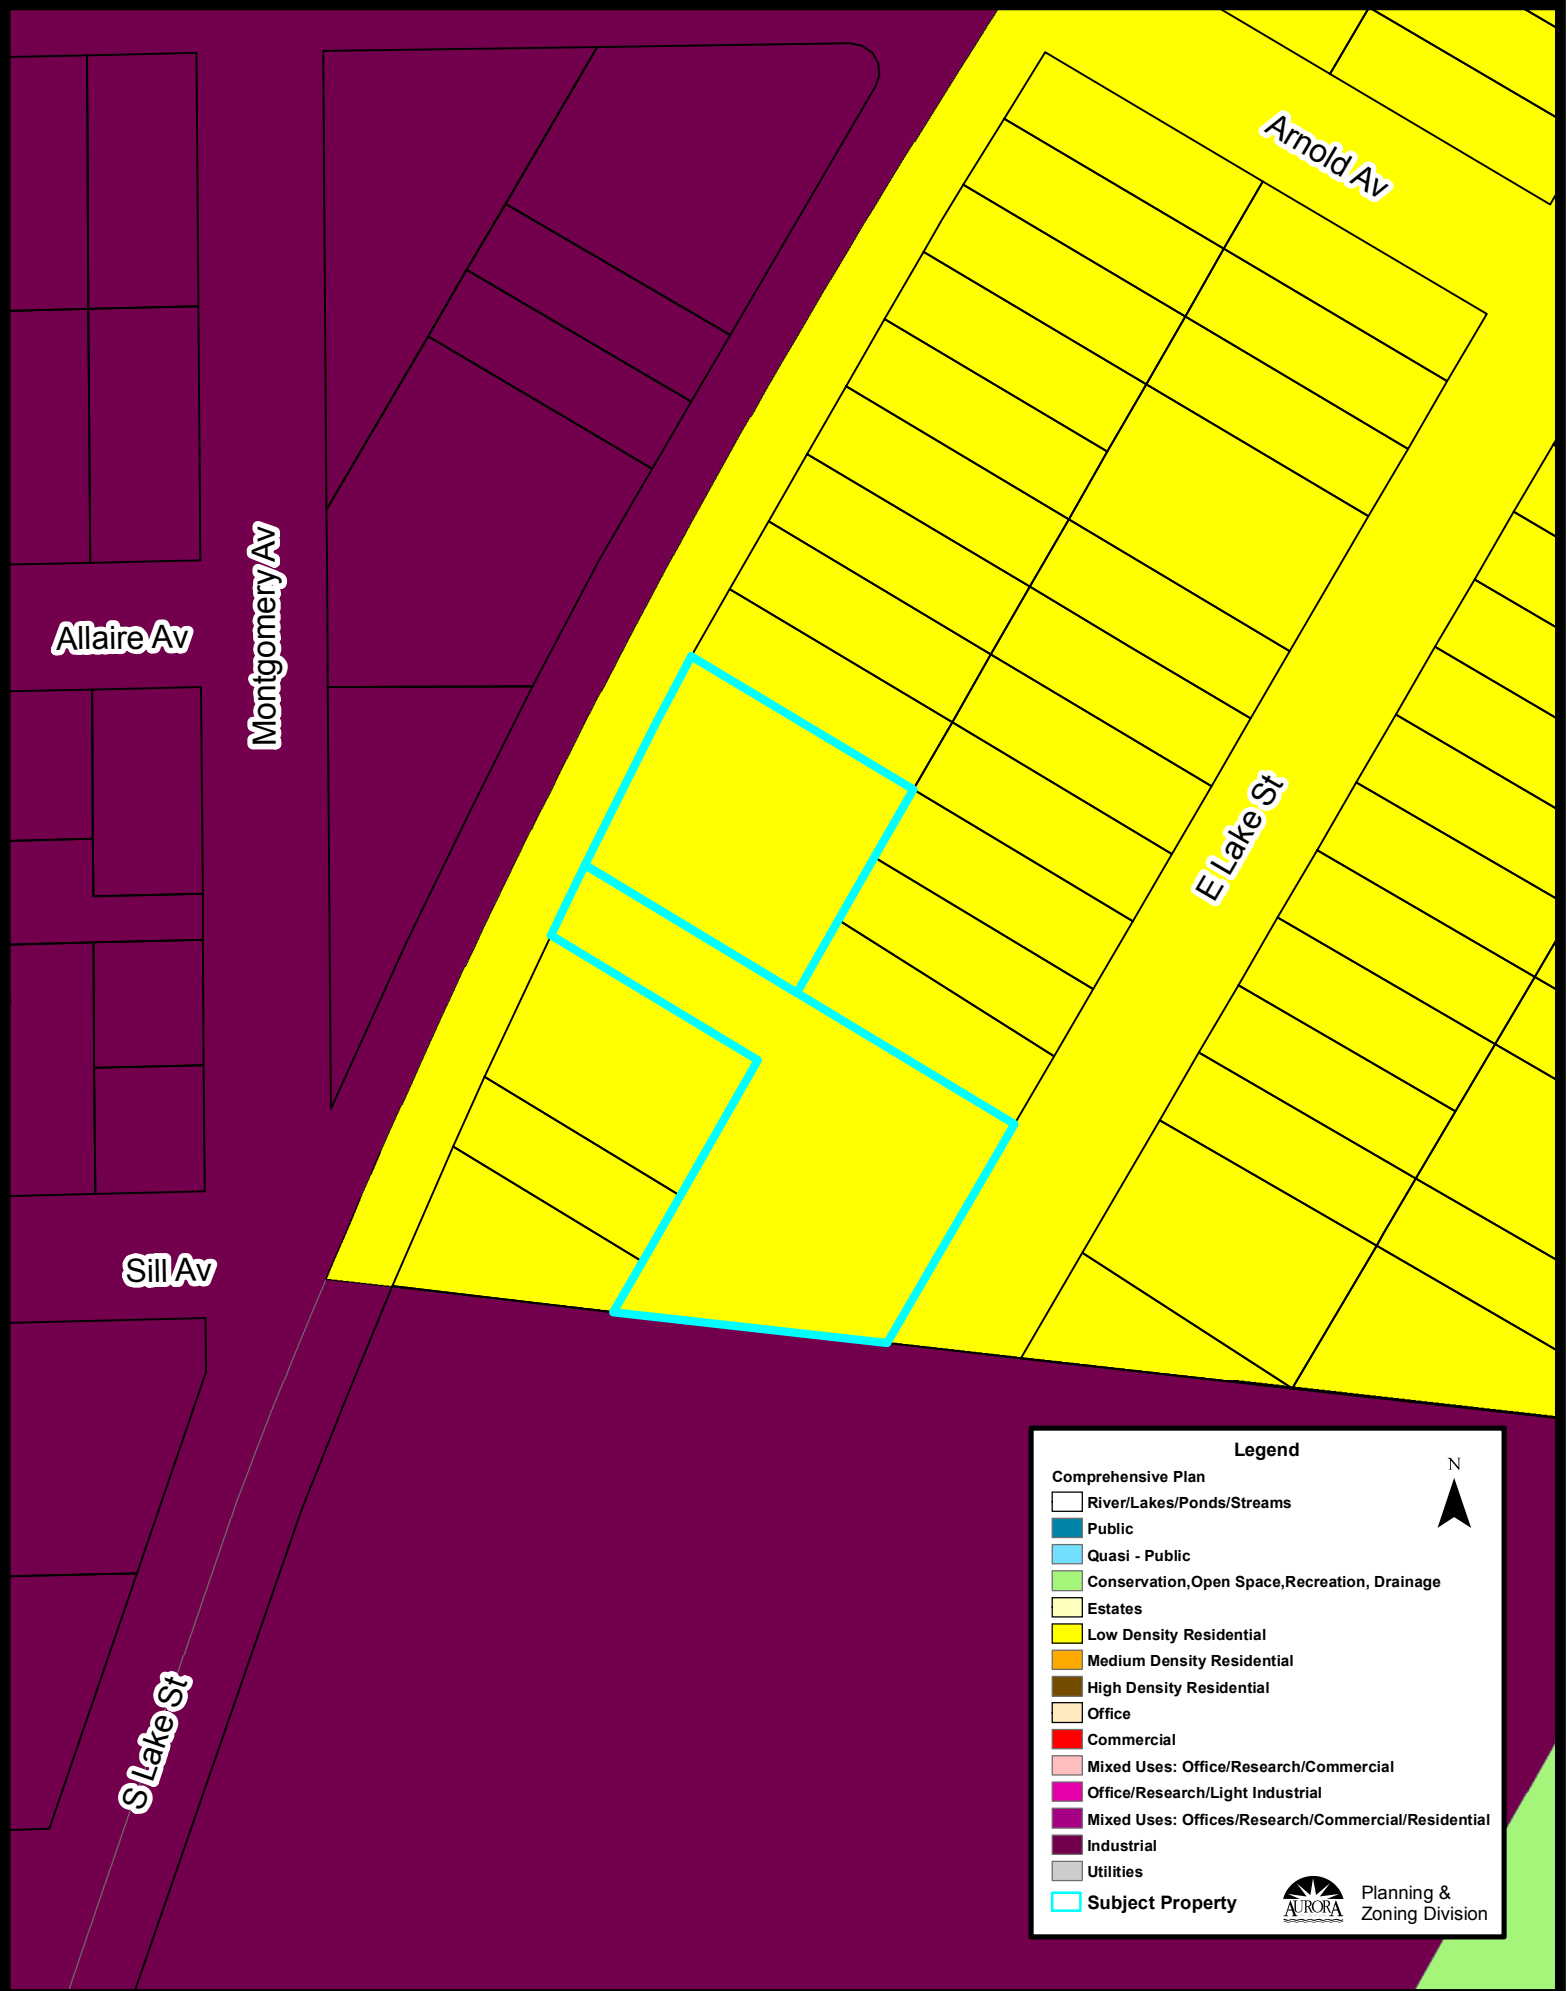 Arnold Av
Montgomery Av
Allaire Av
E Lake St
Sill Av
S Lake St
Legend
Comprehensive Plan
N
River/Lakes/Ponds/Streams
Public
Quasi - Public
Conservation,Open Space,Recreation, Drainage
Estates
Low Density Residential
Medium Density Residential
High Density Residential
Office
Commercial
Mixed Uses: Office/Research/Commercial
Office/Research/Light Industrial
Mixed Uses: Offices/Research/Commercial/Residential
Industrial
Utilities
Subject Property
AURORA
Planning &
Zoning Division